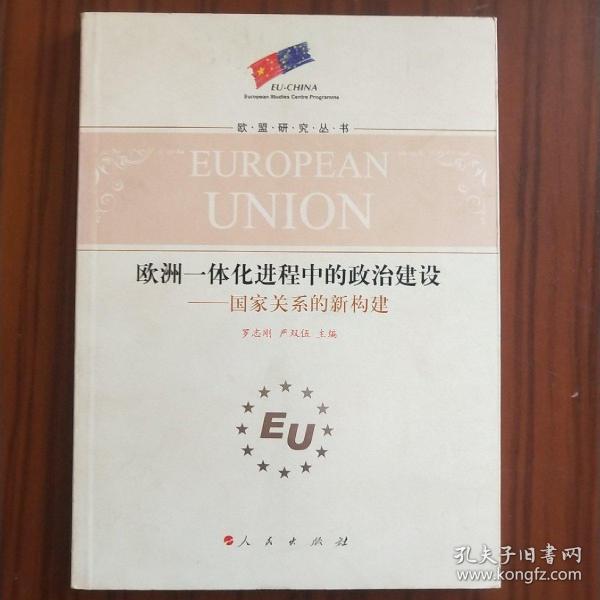 EU-CHINA
European Studies Centre Programme
欧·盟·研·究·丛·书
EUROPEAN
UNION
欧洲一体化进程中的政治建设
——国家关系的新构建
罗志刚 严双伍 主编
EU
人民出版社
孔夫子旧书网
www.kongfz.com